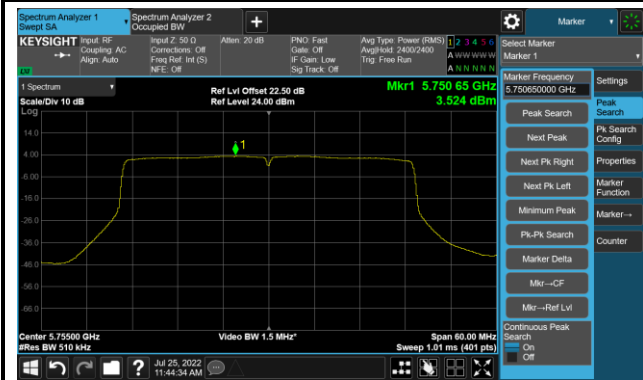 Spectrum Analyzer 1
Swept SA
Spectrum Analyzer 2
Occupied BW
+
Marker
KEYSIGHT
Input: RF
Coupling: AC
Align: Auto
Input Z: 50 Ω
Corrections: Off
Freq Ref: Int (S)
NFE: Off
Atten: 20 dB
PNO: Fast
Gate: Off
IF Gain: Low
Sig Track: Off
Avg Type: Power (RMS)
Avg|Hold: 2400/2400
Trig: Free Run
1 2 3 4 5 6
A W W W W W
A N N N N N
LW
Select Marker
Marker 1
1 Spectrum
Scale/Div 10 dB
Ref Lvl Offset 22.50 dB
Ref Level 24.00 dBm
Mkr1 5.750 65 GHz
3.524 dBm
Log
14.0
4.00
-6.00
-16.0
-26.0
-36.0
-46.0
-56.0
-66.0
1
Center 5.75500 GHz
#Res BW 510 kHz
Video BW 1.5 MHz*
Span 60.00 MHz
Sweep 1.01 ms (401 pts)
Marker Frequency
5.750650000 GHz
Peak Search
Next Peak
Next Pk Right
Next Pk Left
Minimum Peak
Pk-Pk Search
Marker Delta
Mkr→CF
Mkr→Ref Lvl
Continuous Peak
Search
On
Off
Settings
Peak
Search
Pk Search
Config
Properties
Marker
Function
Marker→
Counter
?
Jul 25, 2022
11:44:34 AM